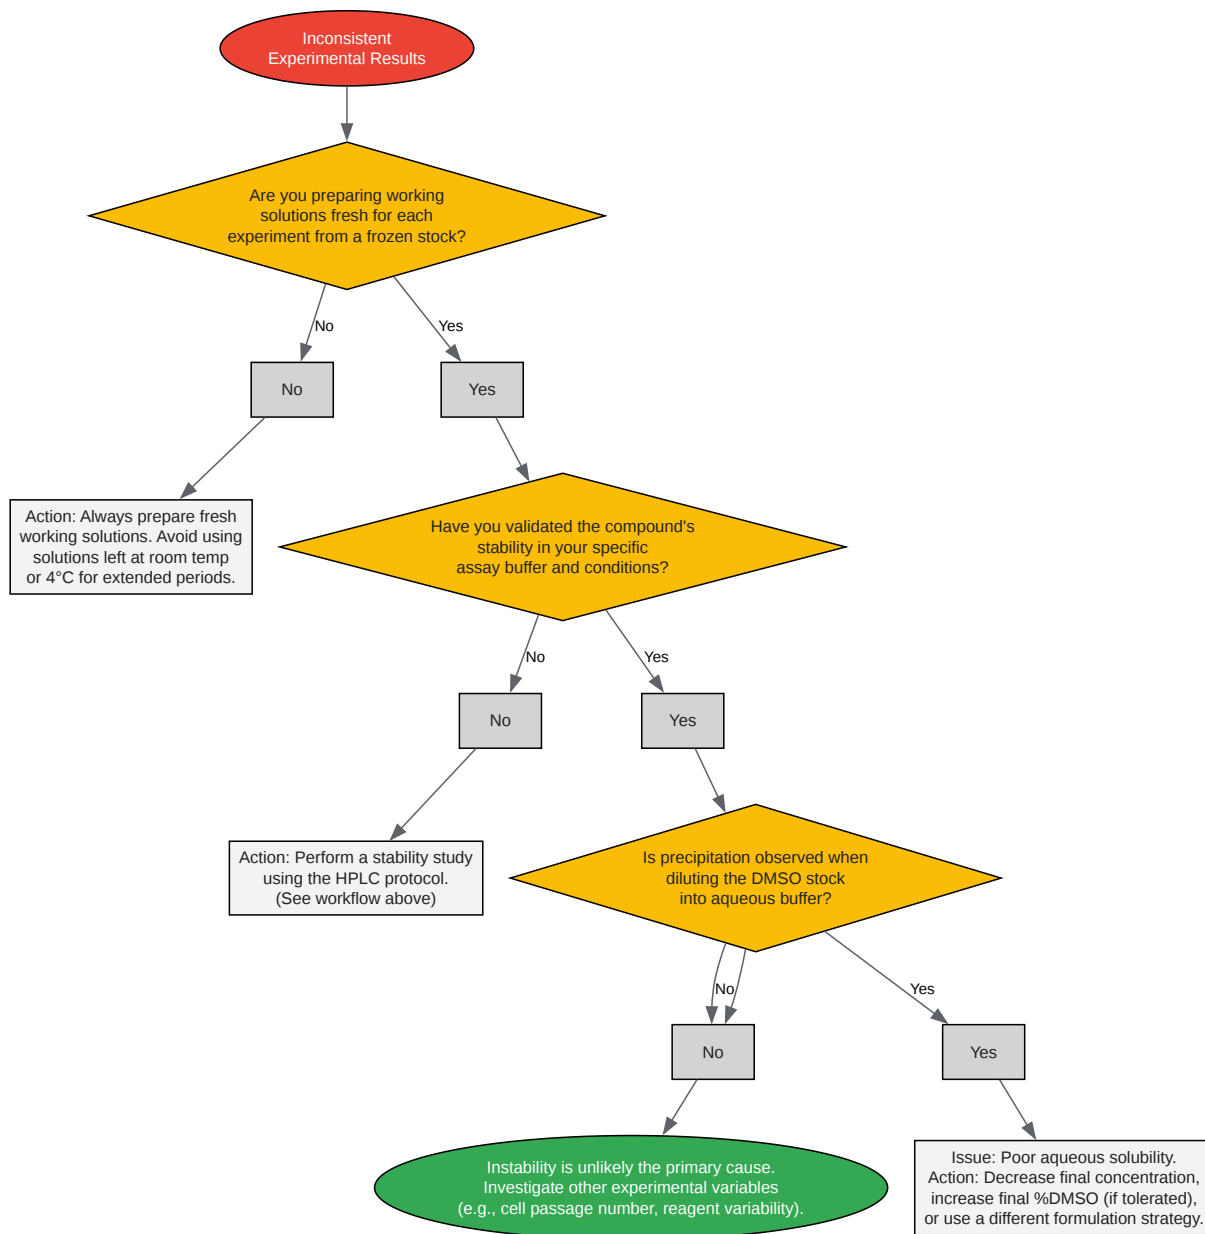 Inconsistent
Experimental Results
Are you preparing working
solutions fresh for each
experiment from a frozen stock?
No
Yes
No
Yes
Action: Always prepare fresh
working solutions. Avoid using
solutions left at room temp
or 4°C for extended periods.
Have you validated the compound's
stability in your specific
assay buffer and conditions?
No
Yes
No
Yes
Action: Perform a stability study
using the HPLC protocol.
(See workflow above)
Is precipitation observed when
diluting the DMSO stock
into aqueous buffer?
No
Yes
No
Yes
Instability is unlikely the primary cause.
Investigate other experimental variables
(e.g., cell passage number, reagent variability).
Issue: Poor aqueous solubility.
Action: Decrease final concentration,
increase final %DMSO (if tolerated),
or use a different formulation strategy.